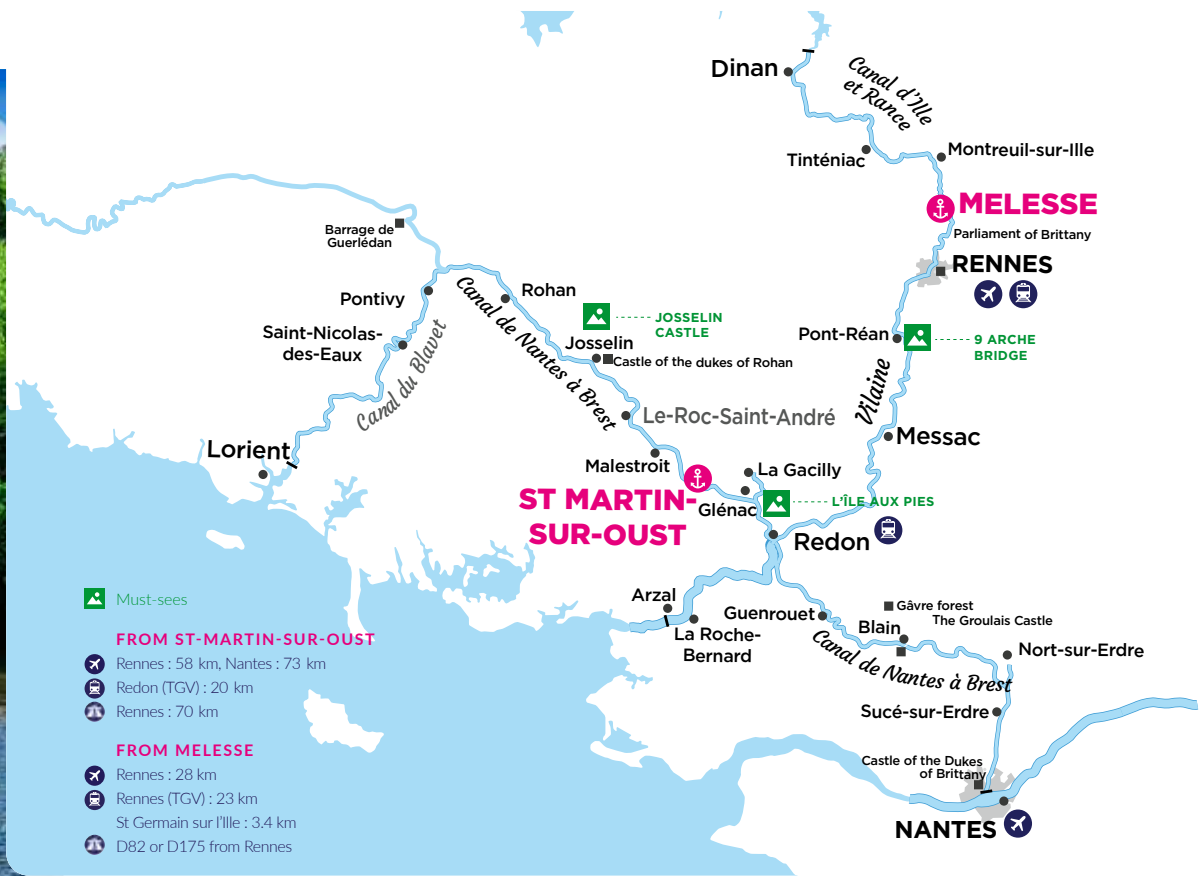 Dinan
Canal d'Ille
et Rance
Tinténiac
Montreuil-sur-Ille
MELESSE
Parliament of Brittany
RENNES
Barrage de
Guerlédan
Pontivy
Rohan
Saint-Nicolas-
des-Eaux
Canal du Blavet
Canal de Nantes à Brest
JOSSELIN
CASTLE
Josselin
Castle of the dukes of Rohan
Pont-Réan
9 ARCHE
BRIDGE
Vilaine
Le-Roc-Saint-André
Messac
Lorient
Malestroit
La Gacilly
ST MARTIN-
SUR-OUST
Glénac
L'ÎLE AUX PIES
Redon
Arzal
La Roche-
Bernard
Guenrouet
Gâvre forest
The Groulais Castle
Blain
Canal de Nantes à Brest
Nort-sur-Erdre
Sucé-sur-Erdre
Castle of the Dukes
of Brittany
NANTES
Must-sees
FROM ST-MARTIN-SUR-OUST
Rennes : 58 km, Nantes : 73 km
Redon (TGV) : 20 km
Rennes : 70 km
FROM MELESSE
Rennes : 28 km
Rennes (TGV) : 23 km
St Germain sur l'Ille : 3.4 km
D82 or D175 from Rennes